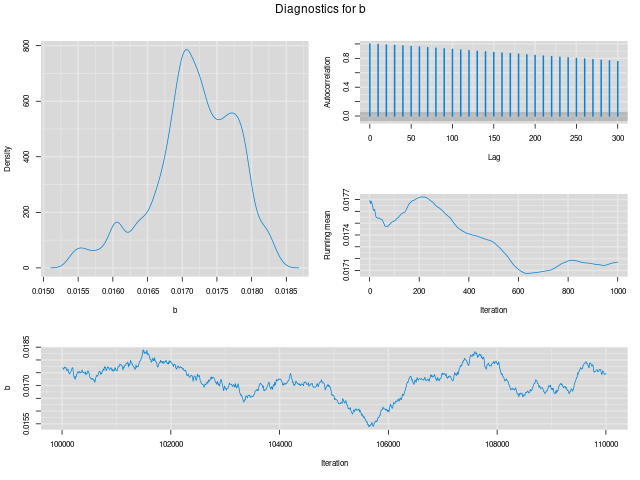 Diagnostics for b
Density
0 200 400 600 800
0.0150 0.0155 0.0160 0.0165 0.0170 0.0175 0.0180 0.0185
b
Autocorrelation
0.0 0.4 0.8
0 50 100 150 200 250 300
Lag
Running mean
0.0171 0.0174 0.0177
0 200 400 600 800 1000
Iteration
b
0.0155 0.0170 0.0185
100000 102000 104000 106000 108000 110000
Iteration